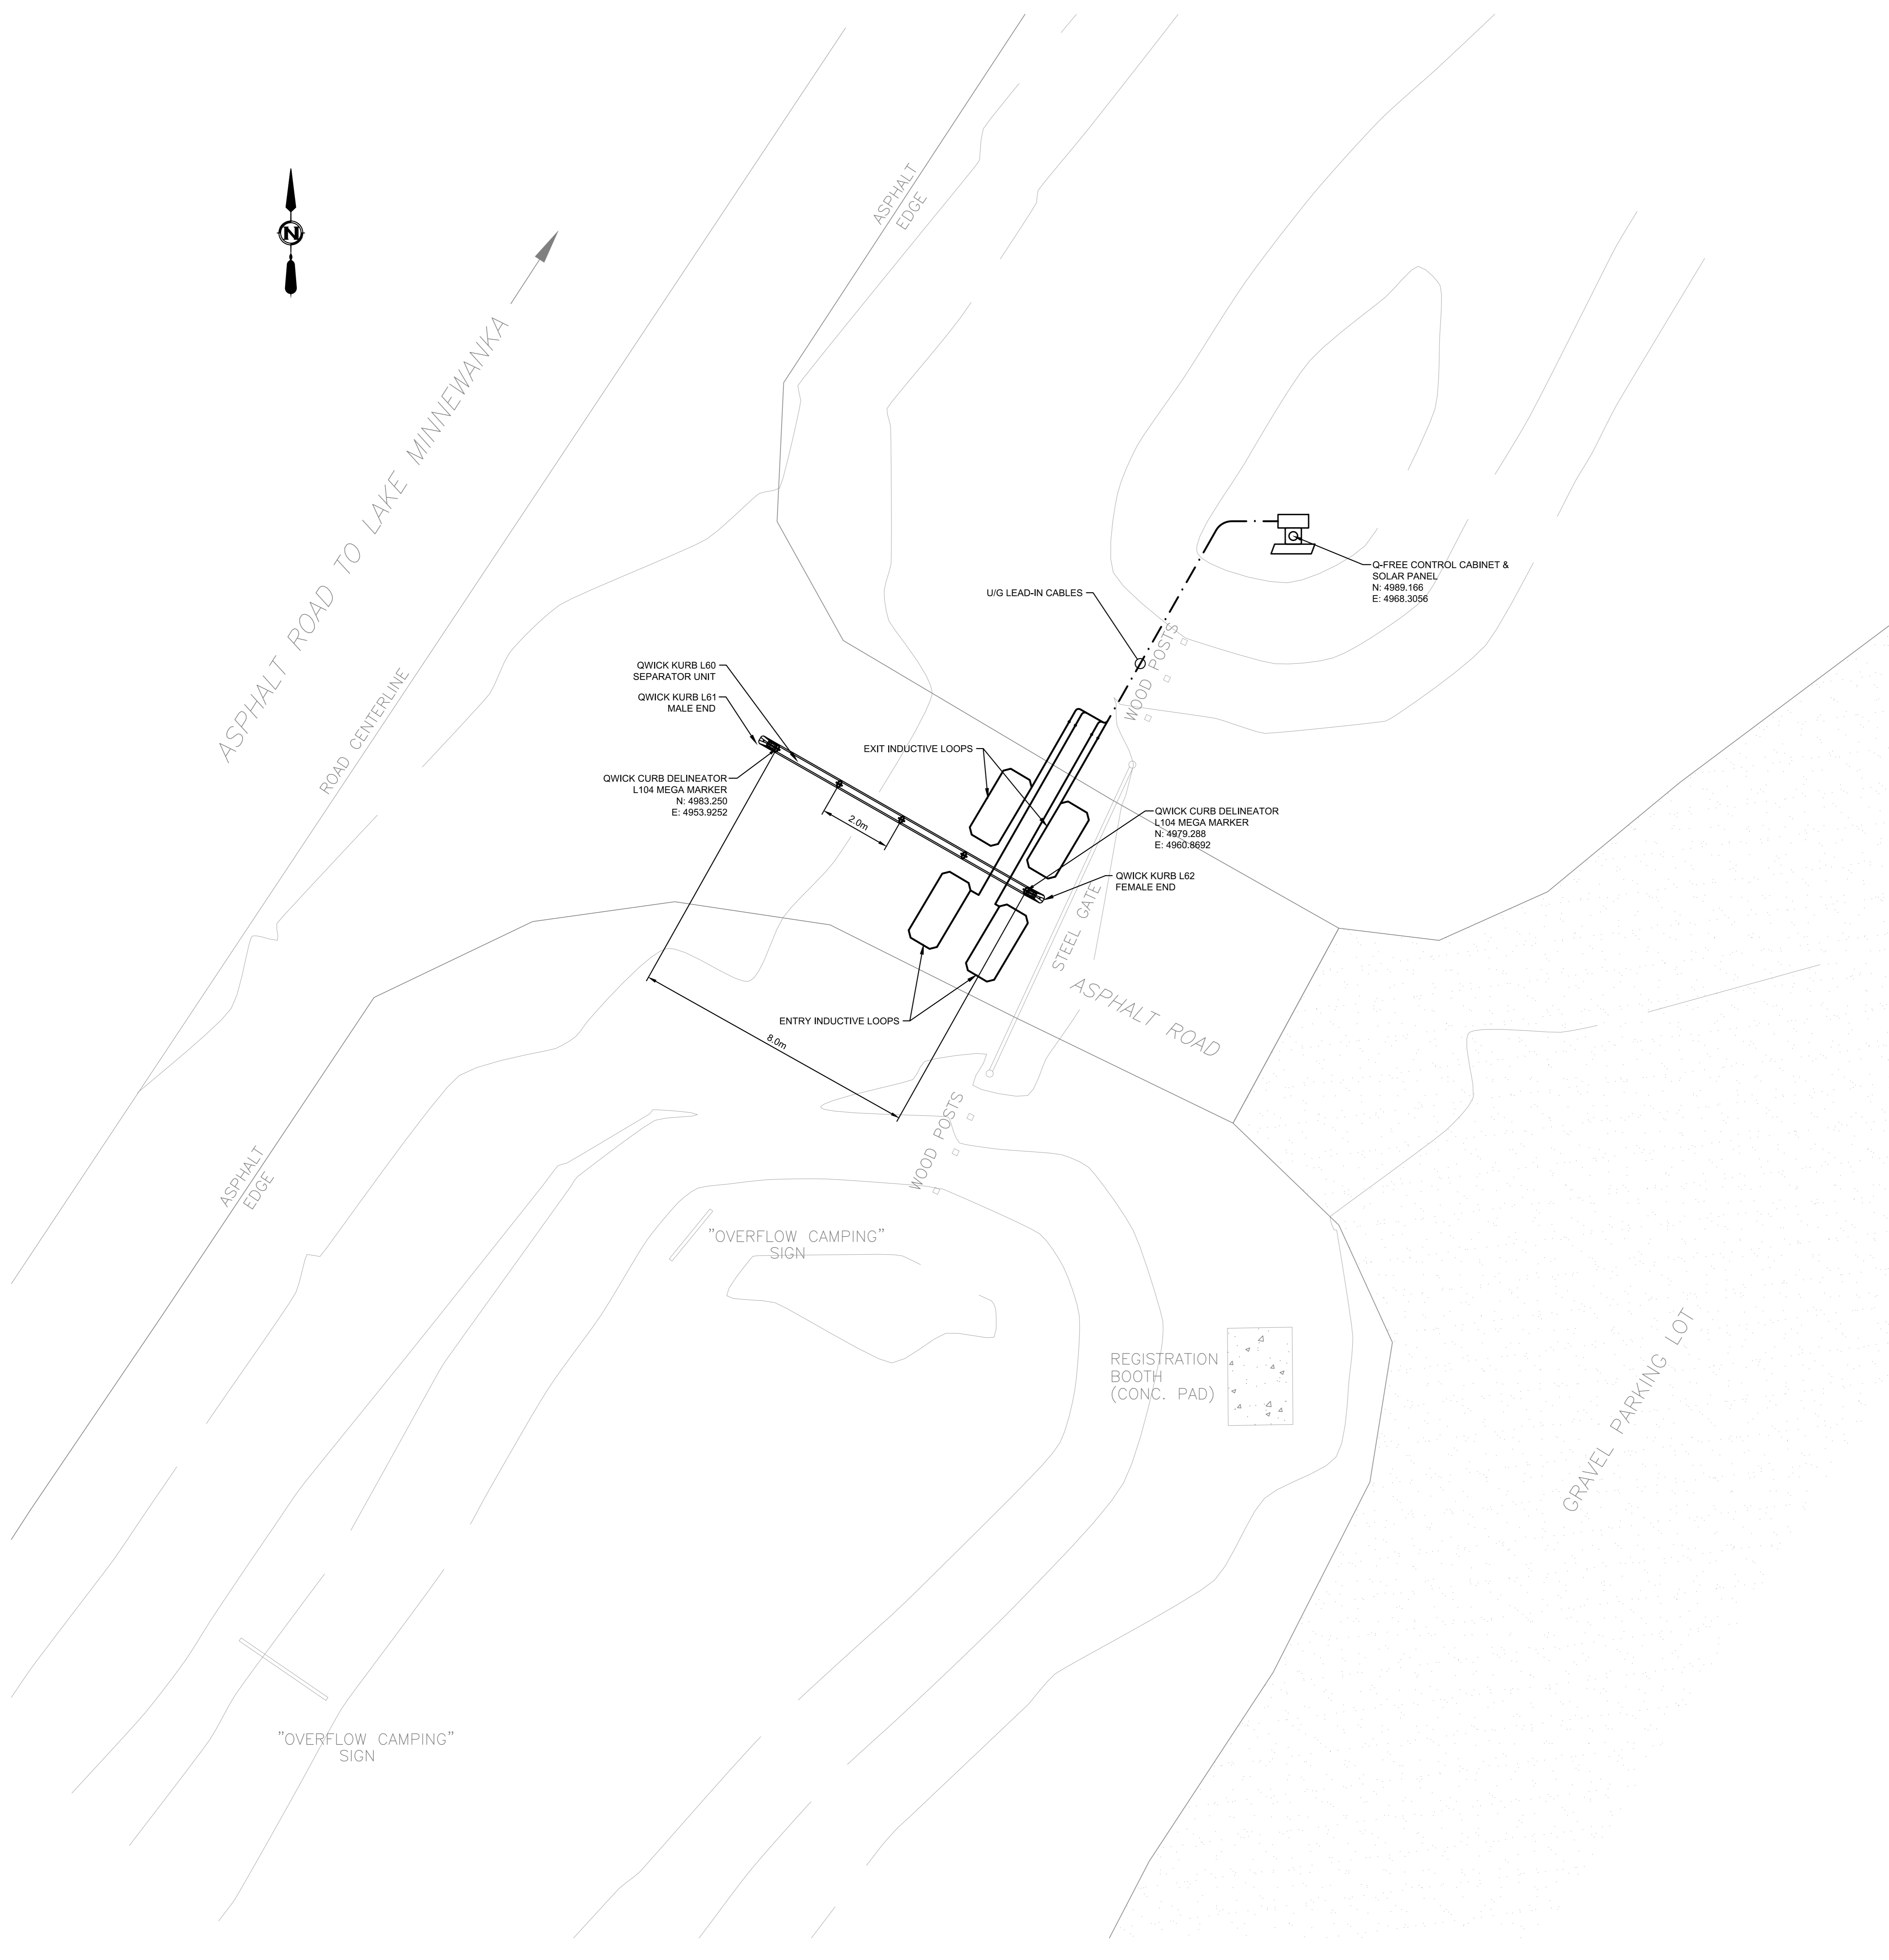 ASPHALT
EDGE
N
ASPHALT ROAD TO LAKE MINNEWANKA
ROAD CENTERLINE
Q-FREE CONTROL CABINET &
SOLAR PANEL
N: 4989.166
E: 4968.3056
U/G LEAD-IN CABLES
WOOD POSTS
QWICK KURB L60
SEPARATOR UNIT
QWICK KURB L61
MALE END
EXIT INDUCTIVE LOOPS
QWICK CURB DELINEATOR
L104 MEGA MARKER
N: 4983.250
E: 4953.9252
2.0m
QWICK CURB DELINEATOR
L104 MEGA MARKER
N: 4979.288
E: 4960.8692
QWICK KURB L62
FEMALE END
STEEL GATE
ASPHALT ROAD
ENTRY INDUCTIVE LOOPS
8.0m
WOOD POSTS
ASPHALT
EDGE
"OVERFLOW CAMPING"
SIGN
REGISTRATION
BOOTH
(CONC. PAD)
GRAVEL PARKING LOT
"OVERFLOW CAMPING"
SIGN